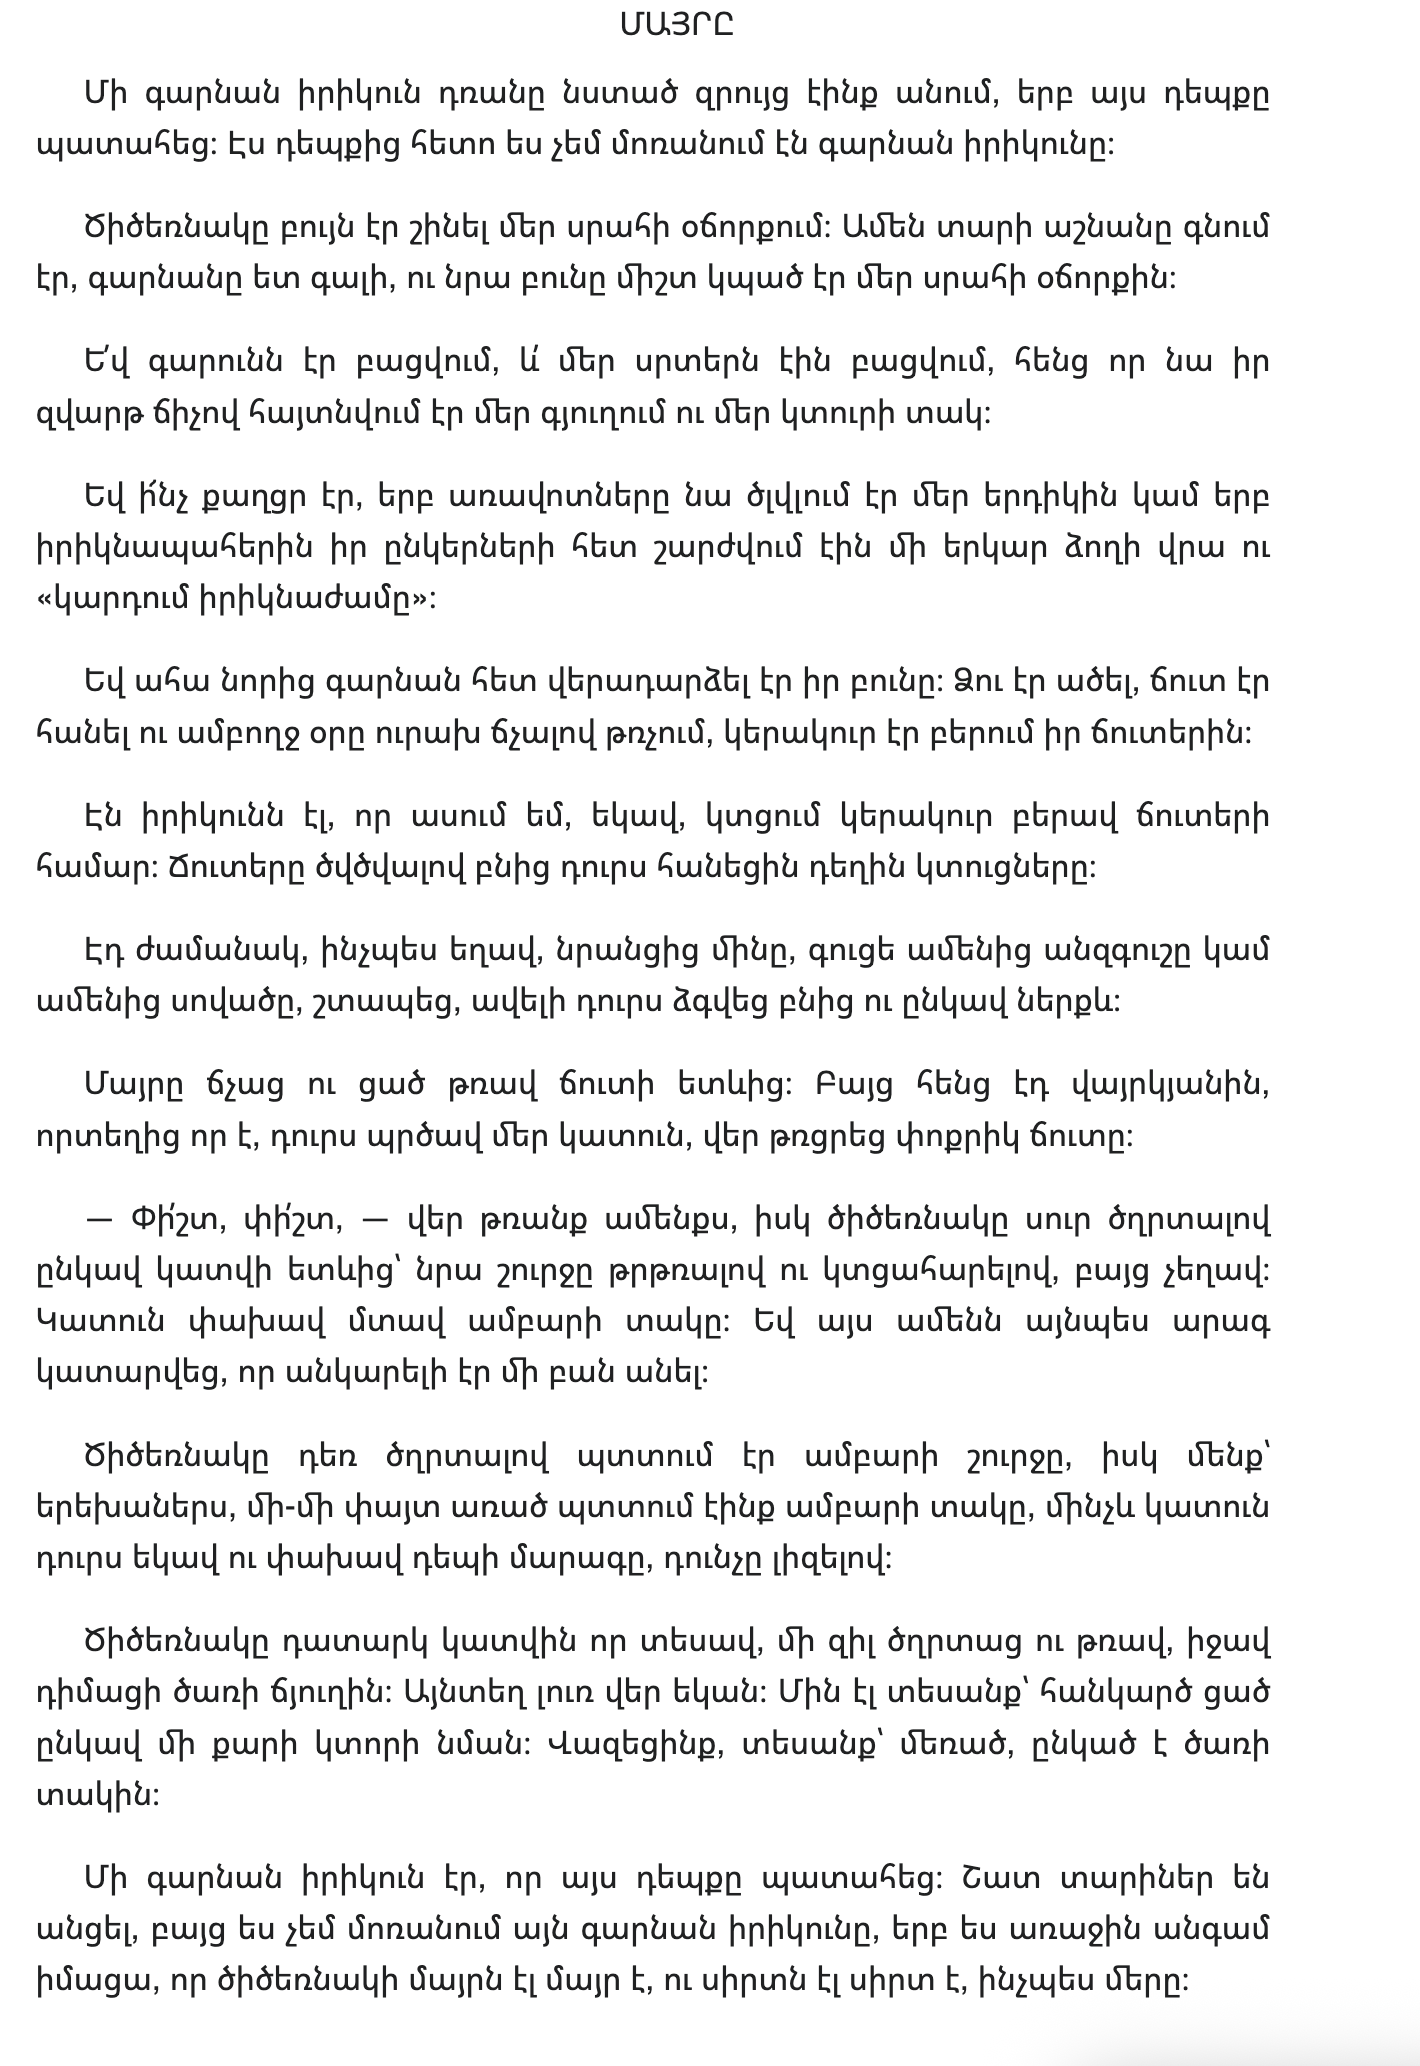 ՄԱՅՐԸ
Մի գարնան իրիկուն դռանը նստած զրույց էինք անում, երբ այս դեպքը
պատահեց։ Էս դեպքից հետո ես չեմ մոռանում էն գարնան իրիկունը։
Ծիծեռնակը բույն էր շինել մեր սրահի օճորքում։ Ամեն տարի աշնանը գնում
էր, գարնանը ետ գալի, ու նրա բունը միշտ կպած էր մեր սրահի օճորքին։
Ե՛վ գարունն էր բացվում, և՛ մեր սրտերն էին բացվում, հենց որ նա իր
զվարթ ճիչով հայտնվում էր մեր գյուղում ու մեր կտուրի տակ։
Եվ ի՜նչ քաղցր էր, երբ առավոտները նա ծլվլում էր մեր երդիկին կամ երբ
իրիկնապահերին իր ընկերների հետ շարժվում էին մի երկար ձողի վրա ու
«կարդում իրիկնաժամը»։
Եվ ահա նորից գարնան հետ վերադարձել էր իր բունը։ Ձու էր ածել, ճուտ էր
հանել ու ամբողջ օրը ուրախ ճչալով թռչում, կերակուր էր բերում իր ճուտերին։
Էն իրիկունն էլ, որ ասում եմ, եկավ, կտցում կերակուր բերավ ճուտերի
համար։ Ճուտերը ծվծվալով բնից դուրս հանեցին դեղին կտուցները։
Էդ ժամանակ, ինչպես եղավ, նրանցից մինը, գուցե ամենից անզգուշը կամ
ամենից սովածը, շտապեց, ավելի դուրս ձգվեց բնից ու ընկավ ներքև։
Մայրը ճչաց ու ցած թռավ ճուտի ետևից։ Բայց հենց էդ վայրկյանին,
որտեղից որ է, դուրս պրծավ մեր կատուն, վեր թռցրեց փոքրիկ ճուտը։
— Փի՛շտ, փի՛շտ, — վեր թռանք ամենքս, իսկ ծիծեռնակը սուր ծղրտալով
ընկավ կատվի ետևից՝ նրա շուրջը թրթռալով ու կտցահարելով, բայց չեղավ։
Կատուն փախավ մտավ ամբարի տակը։ Եվ այս ամենն այնպես արագ
կատարվեց, որ անկարելի էր մի բան անել։
Ծիծեռնակը դեռ ծղրտալով պտտում էր ամբարի շուրջը, իսկ մենք՝
երեխաներս, մի-մի փայտ առած պտտում էինք ամբարի տակը, մինչև կատուն
դուրս եկավ ու փախավ դեպի մարագը, դունչը լիզելով։
Ծիծեռնակը դատարկ կատվին որ տեսավ, մի զիլ ծղրտաց ու թռավ, իջավ
դիմացի ծառի ճյուղին։ Այնտեղ լուռ վեր եկան։ Մին էլ տեսանք՝ հանկարծ ցած
ընկավ մի քարի կտորի նման։ Վազեցինք, տեսանք՝ մեռած, ընկած է ծառի
տակին։
Մի գարնան իրիկուն էր, որ այս դեպքը պատահեց։ Շատ տարիներ են
անցել, բայց ես չեմ մոռանում այն գարնան իրիկունը, երբ ես առաջին անգամ
իմացա, որ ծիծեռնակի մայրն էլ մայր է, ու սիրտն էլ սիրտ է, ինչպես մերը։